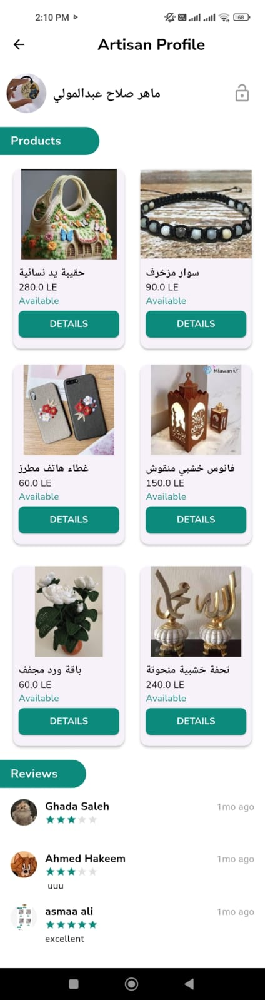 2:10 PM
68
Artisan Profile
ماهر صلاح عبدالمولي
Products
حقيبة يد نسائية
280.0 LE
Available
DETAILS
سوار مزخرف
90.0 LE
Available
DETAILS
غطاء هاتف مطرز
60.0 LE
Available
DETAILS
Mlawan
فانوس خشبي منقوش
150.0 LE
Available
DETAILS
باقة ورد مجفف
60.0 LE
Available
DETAILS
تحفة خشبية منحوتة
240.0 LE
Available
DETAILS
Reviews
Ghada Saleh
1mo ago
Ahmed Hakeem
1mo ago
uuu
asmaa ali
1mo ago
excellent